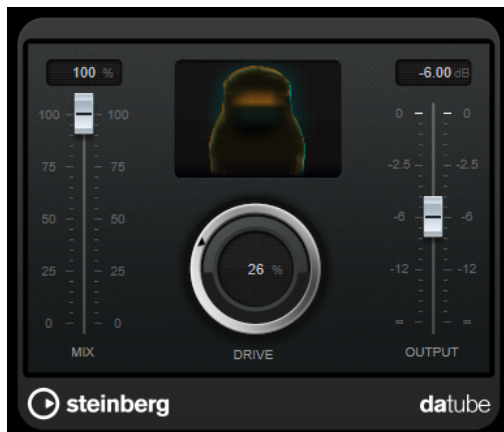 100 %
-6.00 dB
100 100
75 75
50 50
25 25
0 0
MIX
26 %
DRIVE
0 0
-2.5 -2.5
-6 -6
-12 -12
∞ ∞
OUTPUT
steinberg
datube